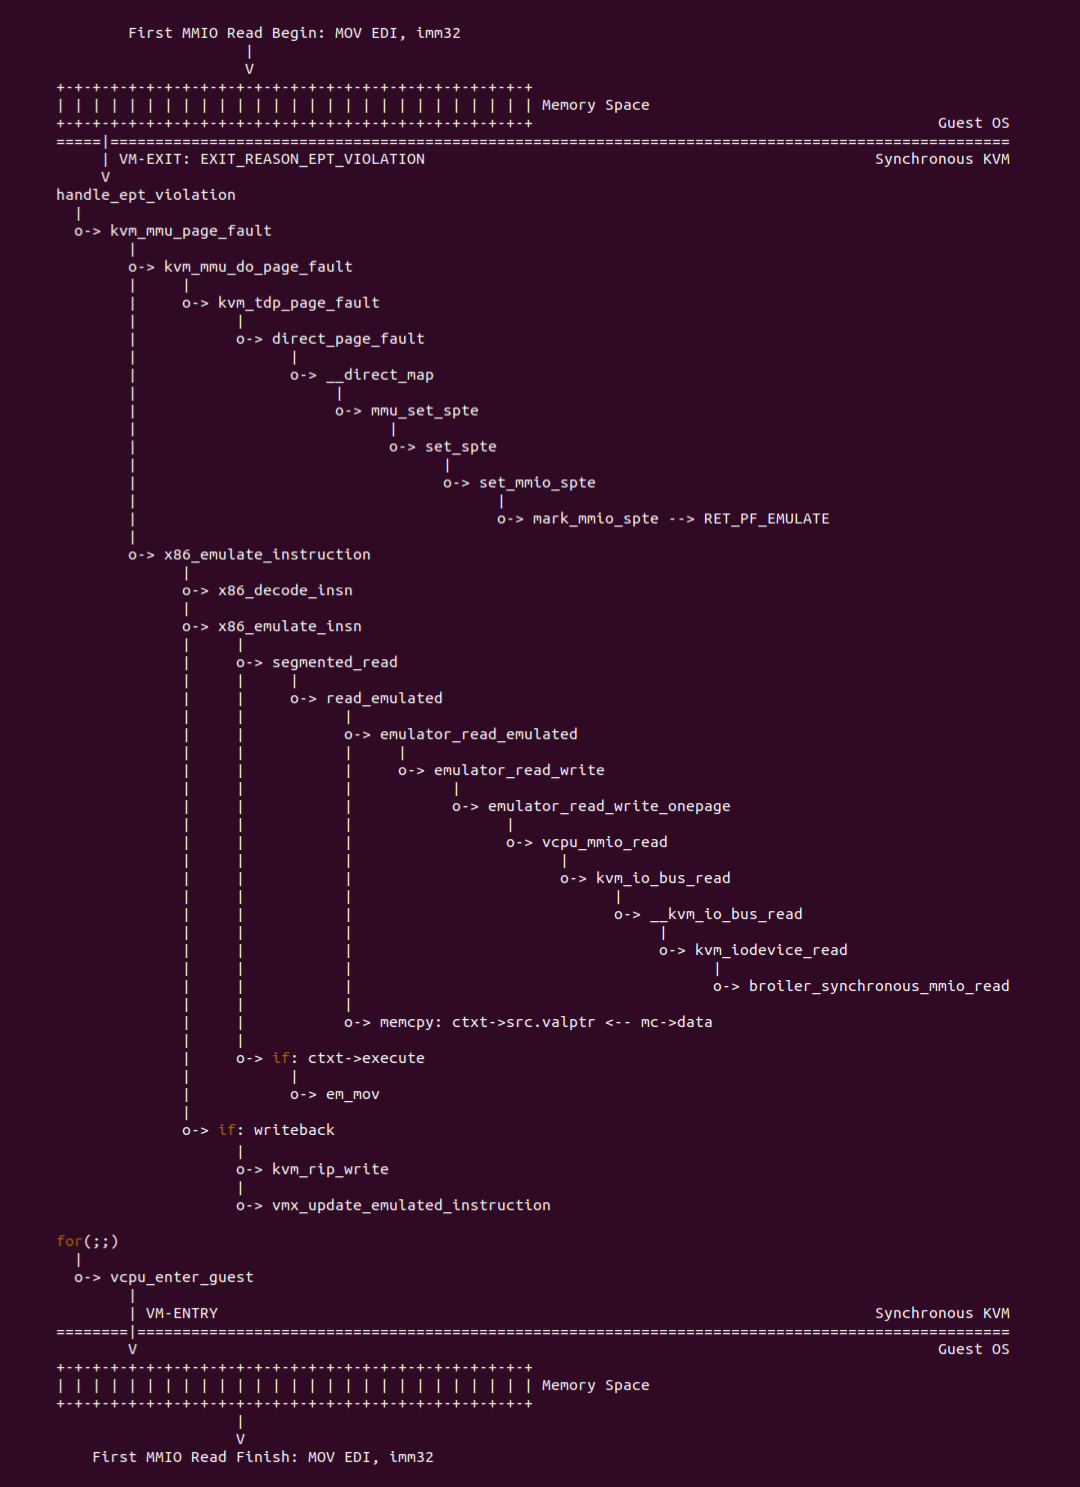 First MMIO Read Begin: MOV EDI, imm32
|
V
+-+-+-+-+-+-+-+-+-+-+-+-+-+-+-+-+-+-+-+-+-+-+-+-+-+-+
| | | | | | | | | | | | | | | | | | | | | | | | | | | Memory Space
+-+-+-+-+-+-+-+-+-+-+-+-+-+-+-+-+-+-+-+-+-+-+-+-+-+-+ Guest OS
=====|====================================================================================================
| VM-EXIT: EXIT_REASON_EPT_VIOLATION Synchronous KVM
V
handle_ept_violation
|
o-> kvm_mmu_page_fault
|
o-> kvm_mmu_do_page_fault
| |
| o-> kvm_tdp_page_fault
| |
| o-> direct_page_fault
| |
| o-> __direct_map
| |
| o-> mmu_set_spte
| |
| o-> set_spte
| |
| o-> set_mmio_spte
| |
| o-> mark_mmio_spte --> RET_PF_EMULATE
|
o-> x86_emulate_instruction
|
o-> x86_decode_insn
|
o-> x86_emulate_insn
| |
| o-> segmented_read
| | |
| | o-> read_emulated
| | |
| | o-> emulator_read_emulated
| | | |
| | | o-> emulator_read_write
| | | |
| | | o-> emulator_read_write_onepage
| | | |
| | | o-> vcpu_mmio_read
| | | |
| | | o-> kvm_io_bus_read
| | | |
| | | o-> __kvm_io_bus_read
| | | |
| | | o-> kvm_iodevice_read
| | | |
| | | o-> broiler_synchronous_mmio_read
| | |
| | o-> memcpy: ctxt->src.valptr <-- mc->data
| |
| o-> if: ctxt->execute
| |
| o-> em_mov
|
o-> if: writeback
|
o-> kvm_rip_write
|
o-> vmx_update_emulated_instruction
for(;;)
|
o-> vcpu_enter_guest
|
| VM-ENTRY Synchronous KVM
========|=================================================================================================
V Guest OS
+-+-+-+-+-+-+-+-+-+-+-+-+-+-+-+-+-+-+-+-+-+-+-+-+-+-+
| | | | | | | | | | | | | | | | | | | | | | | | | | | Memory Space
+-+-+-+-+-+-+-+-+-+-+-+-+-+-+-+-+-+-+-+-+-+-+-+-+-+-+
|
V
First MMIO Read Finish: MOV EDI, imm32